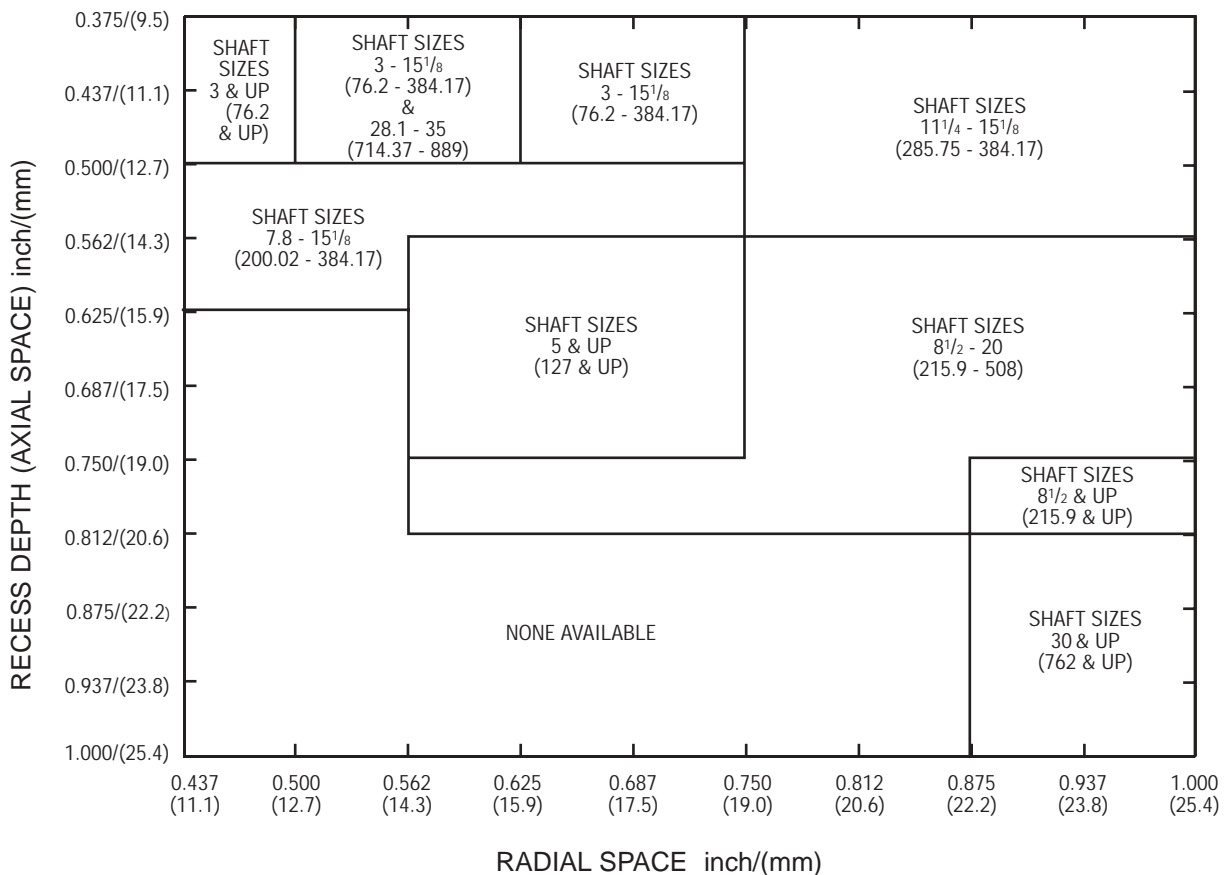 0.375/(9.5)
0.437/(11.1)
0.500/(12.7)
0.562/(14.3)
0.625/(15.9)
0.687/(17.5)
0.750/(19.0)
0.812/(20.6)
0.875/(22.2)
0.937/(23.8)
1.000/(25.4)
RECESS DEPTH (AXIAL SPACE) inch/(mm)
SHAFT
SIZES
3 & UP
(76.2
& UP)
SHAFT SIZES
3 - 15 1/8
(76.2 - 384.17)
&
28.1 - 35
(714.37 - 889)
SHAFT SIZES
3 - 15 1/8
(76.2 - 384.17)
SHAFT SIZES
11 1/4 - 15 1/8
(285.75 - 384.17)
SHAFT SIZES
7.8 - 15 1/8
(200.02 - 384.17)
SHAFT SIZES
5 & UP
(127 & UP)
SHAFT SIZES
8 1/2 - 20
(215.9 - 508)
SHAFT SIZES
8 1/2 & UP
(215.9 & UP)
NONE AVAILABLE
SHAFT SIZES
30 & UP
(762 & UP)
0.437 0.500 0.562 0.625 0.687 0.750 0.812 0.875 0.937 1.000
(11.1) (12.7) (14.3) (15.9) (17.5) (19.0) (20.6) (22.2) (23.8) (25.4)
RADIAL SPACE inch/(mm)